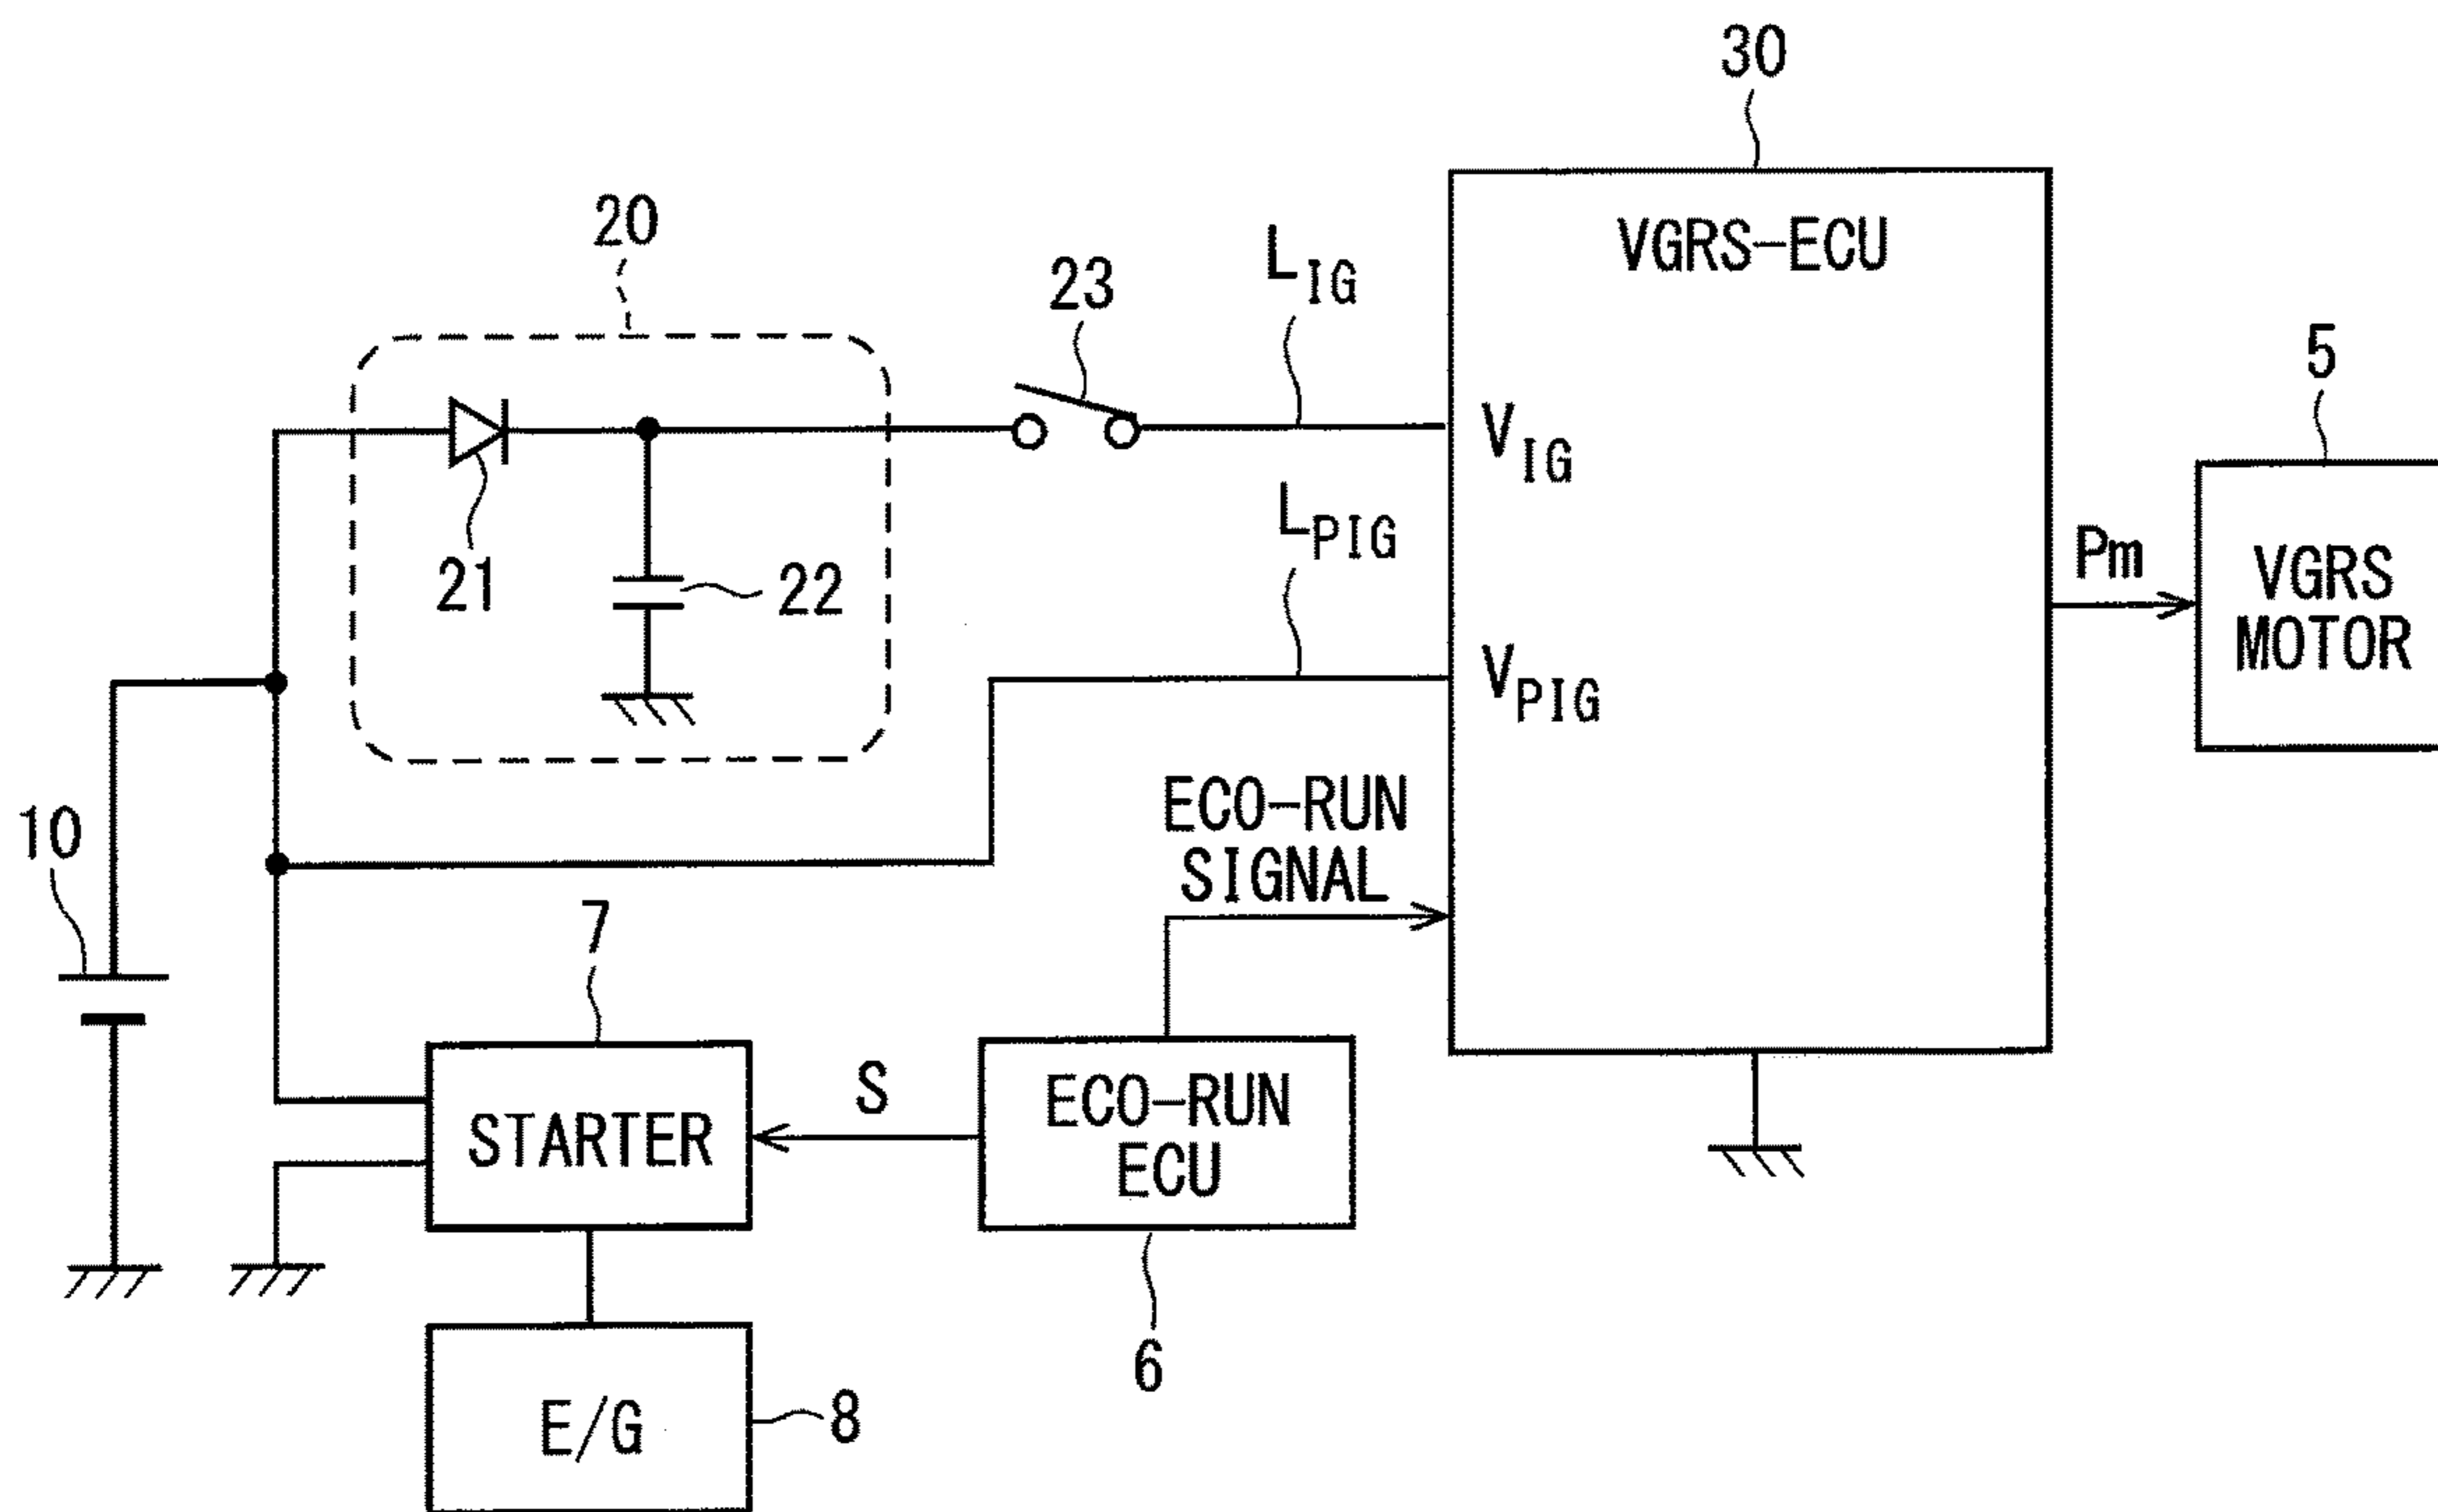 30
20
VGRS-ECU
23
L_IG
5
V_IG
L_PIG
21
22
Pm
VGRS
MOTOR
V_PIG
10
ECO-RUN
SIGNAL
7
S
STARTER
ECO-RUN
ECU
6
E/G
8